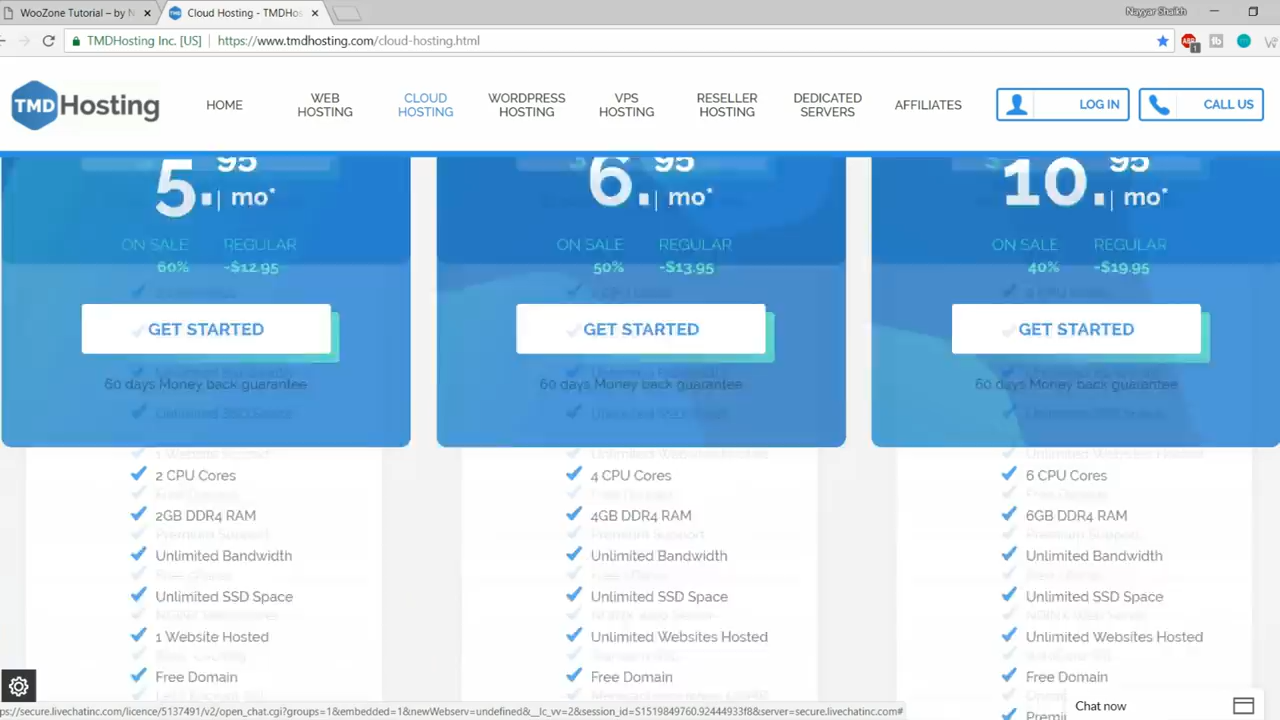 WooZone Tutorial – by N
Cloud Hosting - TMDHos
Nayyar Shaikh
TMDHosting Inc. [US]
https://www.tmdhosting.com/cloud-hosting.html
TMD Hosting
HOME
WEB HOSTING
CLOUD HOSTING
WORDPRESS HOSTING
VPS HOSTING
RESELLER HOSTING
DEDICATED SERVERS
AFFILIATES
LOG IN
CALL US
5.95 | mo*
ON SALE 60%
REGULAR -$12.95
GET STARTED
60 days Money back guarantee
2 CPU Cores
2GB DDR4 RAM
Unlimited Bandwidth
Unlimited SSD Space
1 Website Hosted
Free Domain
6.95 | mo*
ON SALE 50%
REGULAR -$13.95
GET STARTED
60 days Money back guarantee
4 CPU Cores
4GB DDR4 RAM
Unlimited Bandwidth
Unlimited SSD Space
Unlimited Websites Hosted
Free Domain
10.95 | mo*
ON SALE 40%
REGULAR -$19.95
GET STARTED
60 days Money back guarantee
6 CPU Cores
6GB DDR4 RAM
Unlimited Bandwidth
Unlimited SSD Space
Unlimited Websites Hosted
Free Domain
Chat now
ps://secure.livechatinc.com/licence/5137491/v2/open_chat.cgi?groups=1&embedded=1&newWebserv=undefined&__lc_vv=2&session_id=S1519849760.92444933f8&server=secure.livechatinc.com#